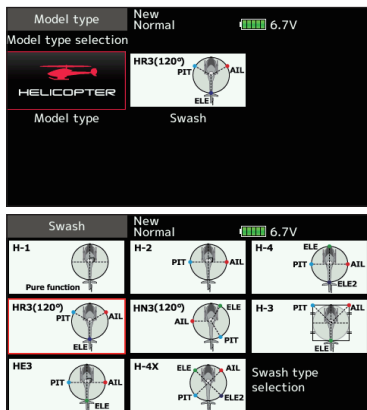 Model type
New
Normal
6.7V
Model type selection
HELICOPTER
HR3(120º)
PIT
AIL
ELE
Model type
Swash
Swash
New
Normal
6.7V
H-1
Pure function
H-2
PIT
AIL
H-4
ELE
PIT
AIL
ELE2
HR3(120º)
PIT
AIL
ELE
HN3(120º)
ELE
AIL
PIT
H-3
PIT
AIL
ELE
HE3
PIT
AIL
ELE
H-4X
ELE
AIL
PIT
ELE2
Swash type
selection